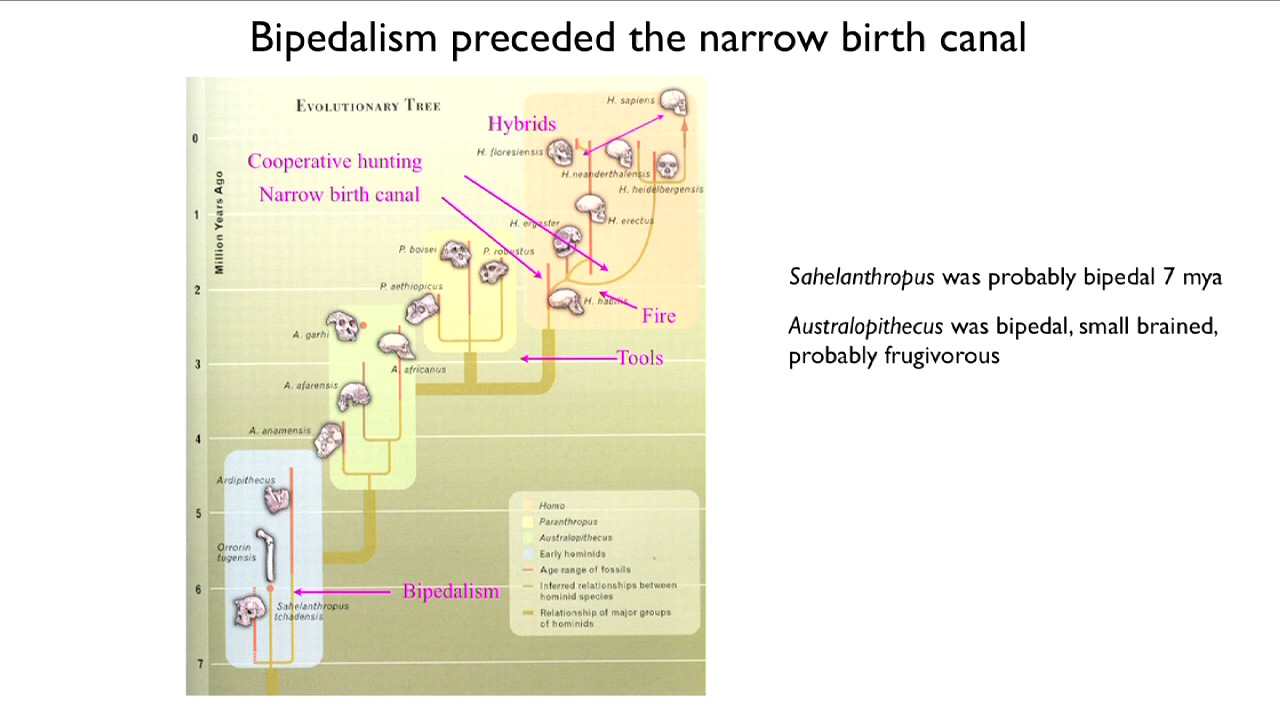 Bipedalism preceded the narrow birth canal
EVOLUTIONARY TREE
Million Years Ago
0
1
2
3
4
5
6
7
H. sapiens
Hybrids
H. floresiensis
Cooperative hunting
H.neanderthalensis
Narrow birth canal
H. heidelbergensis
H. ergaster
H. erectus
P. boisei
P. robustus
P. aethiopicus
H. habilis
Fire
A. garhi
Tools
A. africanus
A. afarensis
A. anamensis
Ardipithecus
Orrorin
tugensis
Bipedalism
Sahelanthropus
tchadensis
Homo
Paranthropus
Australopithecus
Early hominids
Age range of fossils
Inferred relationships between
hominid species
Relationship of major groups
of hominids
Sahelanthropus was probably bipedal 7 mya
Australopithecus was bipedal, small brained,
probably frugivorous